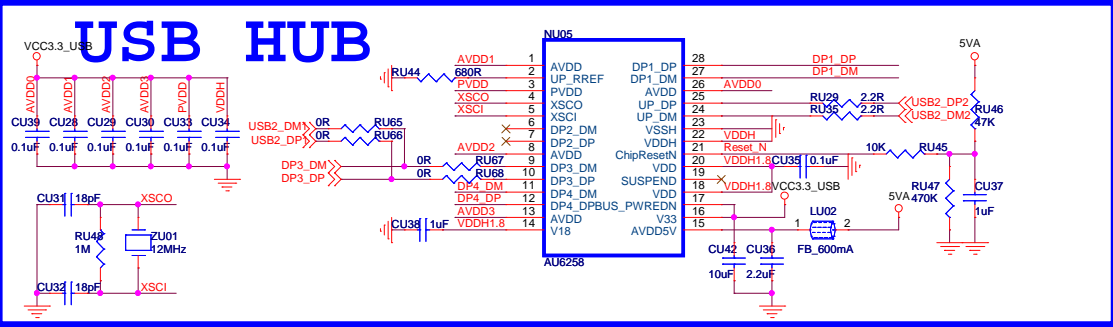 USB HUB
VCC3.3_USB
AVDD0
AVDD1
AVDD2
AVDD3
PVDD
VDDH
CU39
0.1uF
CU28
0.1uF
CU29
0.1uF
CU30
0.1uF
CU33
0.1uF
CU34
0.1uF
CU31
18pF
XSCO
RU48
1M
ZU01
12MHz
CU32
18pF
XSCI
USB2_DM1
0R
RU65
USB2_DP1
RU66
DP3_DM
0R
RU67
DP3_DP
0R
RU68
RU44
680R
CU38
1uF
NU05
AVDD1
1
AVDD
2
UP_RREF
PVDD
3
PVDD
XSCO
4
XSCO
XSCI
5
XSCI
6
DP2_DM
7
DP2_DP
AVDD2
8
AVDD
9
DP3_DM
10
DP3_DP
DP4_DM
11
DP4_DM
DP4_DP
12
DP4_DP
AVDD3
13
AVDD
VDDH1.8
14
V18
DP1_DP
28
DP1_DP
DP1_DM
27
DP1_DM
AVDD
26
AVDD0
UP_DP
25
UP_DM
24
VSSH
23
VDDH
22
VDDH
ChipResetN
21
Reset_N
VDD
20
VDDH1.8
SUSPEND
19
VDD
18
VDDH1.8
BUS_PWREDN
17
V33
16
AVDD5V
15
AU6258
RU29
2.2R
USB2_DP2
RU35
2.2R
USB2_DM2
CU35
0.1uF
10K
RU45
VCC3.3_USB
5VA
RU46
47K
RU47
470K
CU37
1uF
5VA
LU02
1
2
FB_600mA
CU42
10uF
CU36
2.2uF